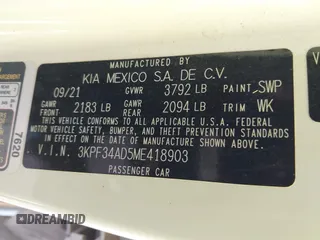 MANUFACTURED BY
KIA MEXICO S.A. DE C.V.
09/21 GVWR 3792 LB PAINT SWP
GAWR FRONT 2183 LB GAWR REAR 2094 LB TRIM WK
THIS VEHICLE CONFORMS TO ALL APPLICABLE U.S. FEDERAL
MOTOR VEHICLE SAFETY, BUMPER, AND THEFT PREVENTION
STANDARDS IN EFFECT ON THE DATE OF MANUFACTURE SHOWN ABOVE.
V.I.N. 3KPF34AD5ME418903
PASSENGER CAR
7620
© DEARBIDD